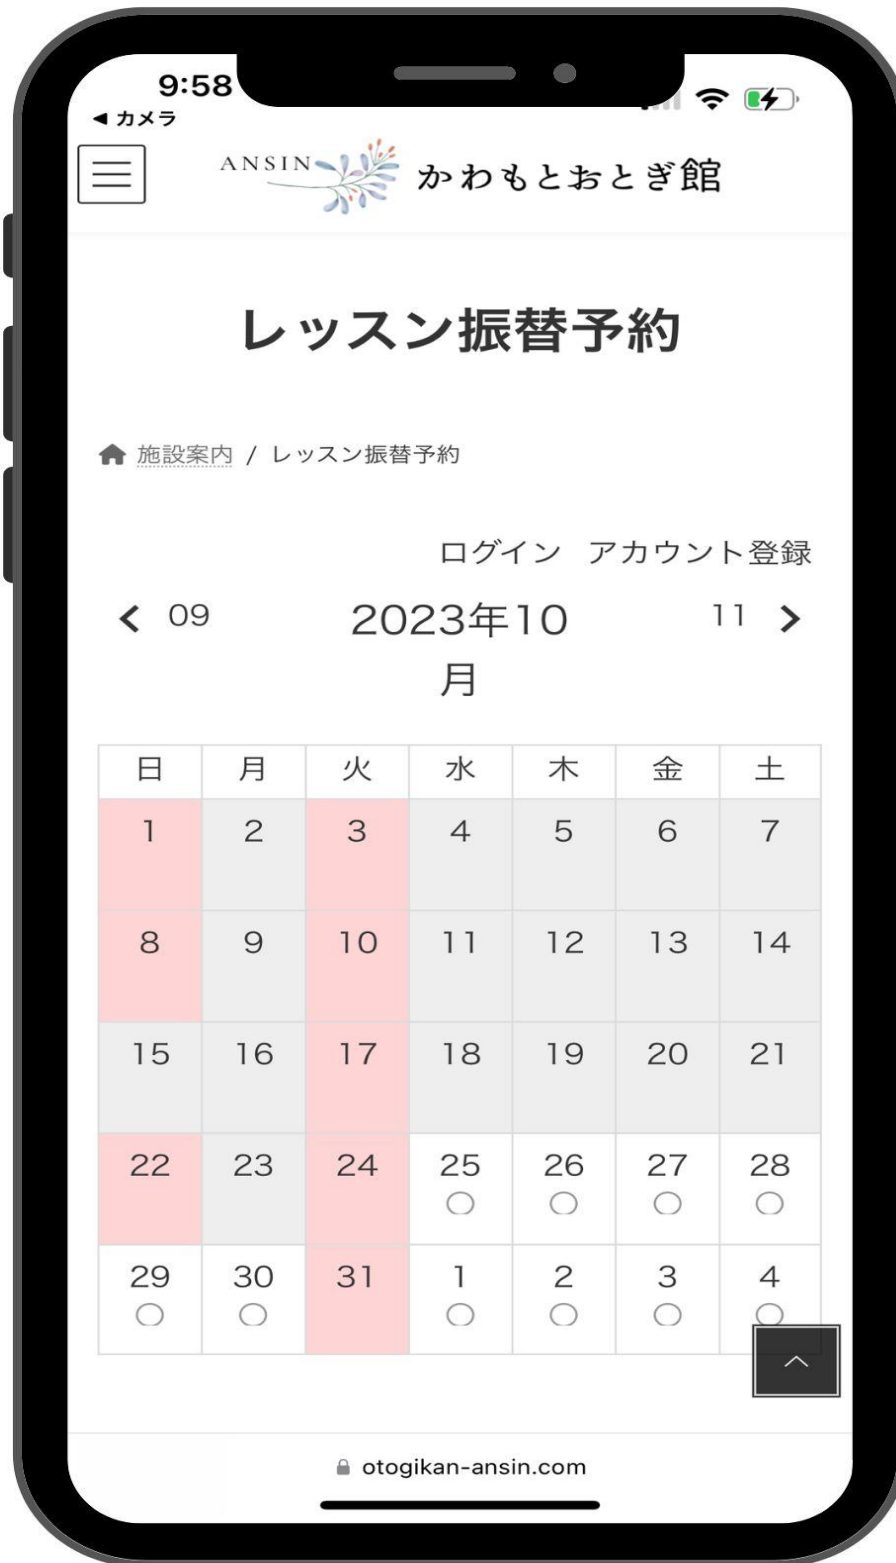 9:58
◀ カメラ
ANSIN かわもとおとぎ館
レッスン振替予約
施設案内 / レッスン振替予約
ログイン アカウント登録
< 09 2023年10 11 >
月
日 月 火 水 木 金 土
1 2 3 4 5 6 7
8 9 10 11 12 13 14
15 16 17 18 19 20 21
22 23 24 25 26 27 28
○ ○ ○ ○
29 30 31 1 2 3 4
○ ○ ○ ○ ○ ○
otogikan-ansin.com